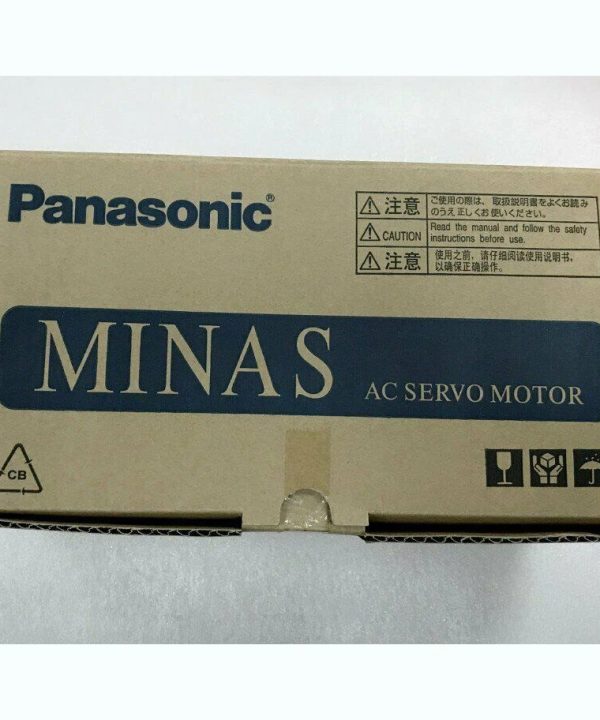 Panasonic®
注意 ご使用の際は、取扱説明書をよくお読み
のうえ正しくお使いください。
CAUTION Read the manual and follow the safety
instructions before use.
注意 使用之前，请仔细阅读使用说明书，
以确保正确操作。
MINAS AC SERVO MOTOR
CB